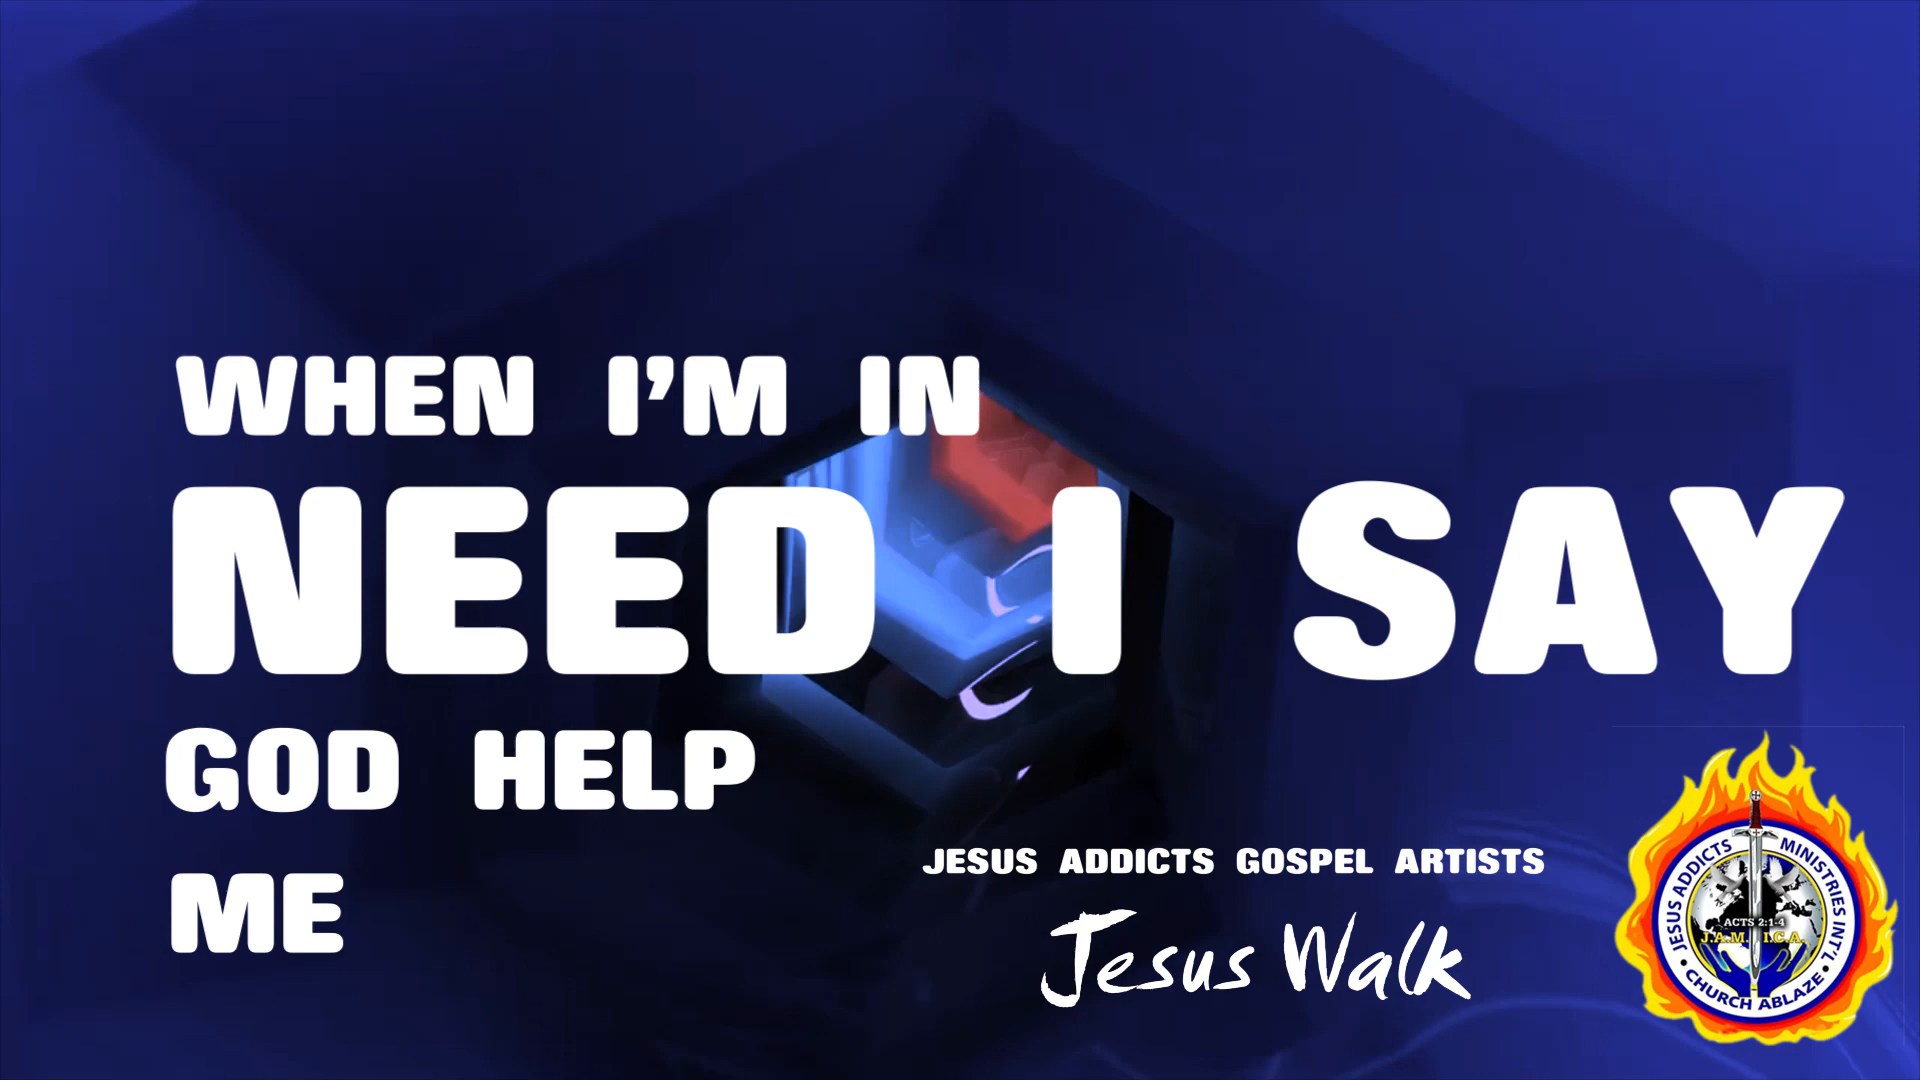 WHEN I'M IN
NEED I SAY
GOD HELP
ME
JESUS ADDICTS GOSPEL ARTISTS
Jesus Walk
JESUS ADDICTS MINISTRIES INT'L
ACTS 2:1-4
J.A.M. I.C.A.
• CHURCH ABLAZE •